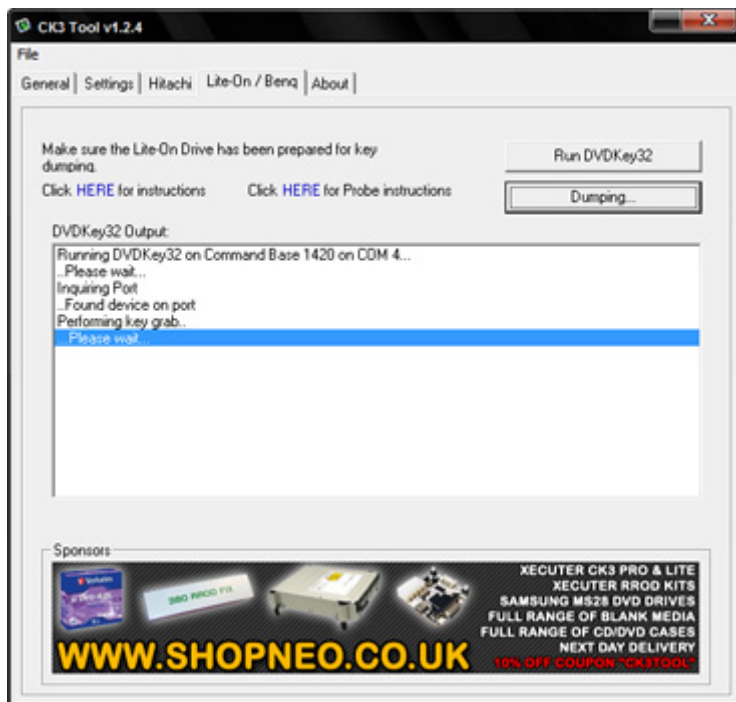 CK3 Tool v1.2.4
File
General Settings Hitachi Lite-On / Benq About
Make sure the Lite-On Drive has been prepared for key
dumping.
Run DVDKey32
Click HERE for instructions Click HERE for Probe instructions
Dumping...
DVDKey32 Output:
Running DVDKey32 on Command Base 1420 on COM 4...
..Please wait...
Inquiring Port
..Found device on port
Performing key grab..
...Please wait...
Sponsors
Verbatim
360 RROD FIX
XECUTER CK3 PRO & LITE
XECUTER RROD KITS
SAMSUNG MS28 DVD DRIVES
FULL RANGE OF BLANK MEDIA
FULL RANGE OF CD/DVD CASES
NEXT DAY DELIVERY
10% OFF COUPON "CK3TOOL"
WWW.SHOPNEO.CO.UK